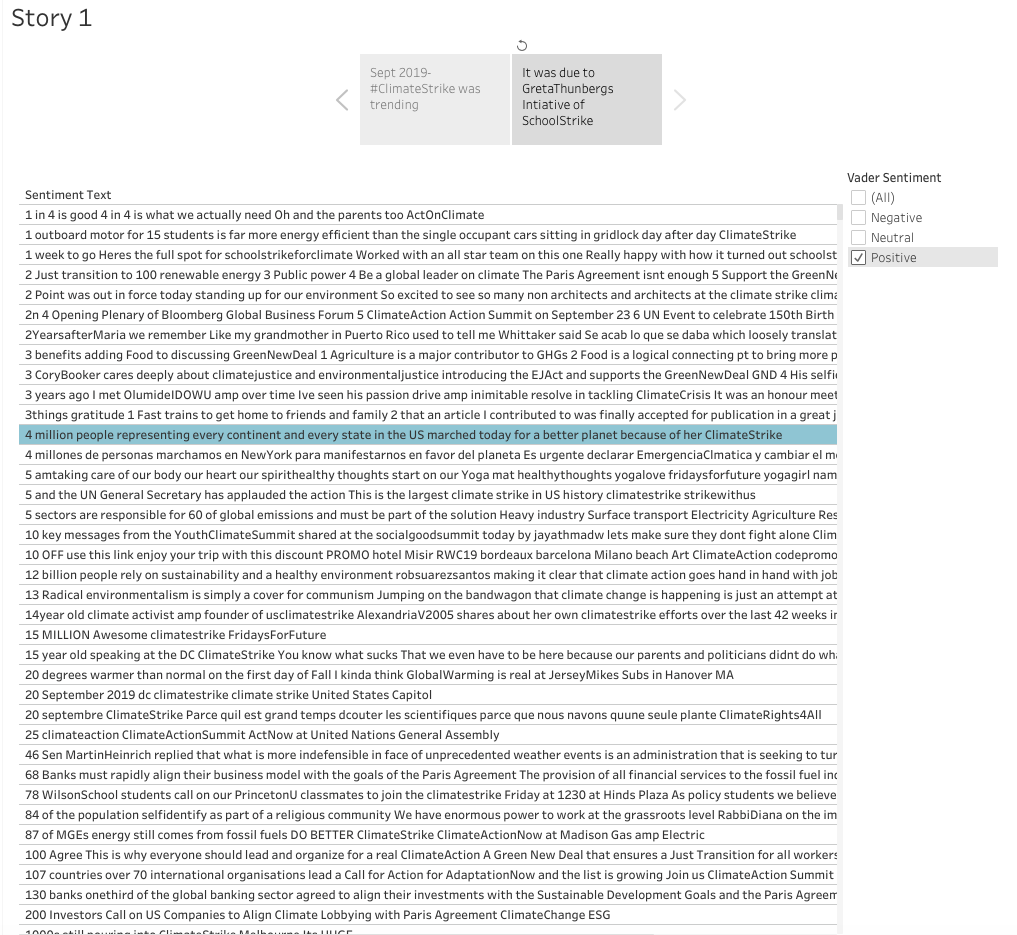 Story 1
Sept 2019-
#ClimateStrike was
trending
It was due to
GretaThunbergs
Intiative of
SchoolStrike
Vader Sentiment
(All)
Negative
Neutral
Positive
Sentiment Text
1 in 4 is good 4 in 4 is what we actually need Oh and the parents too ActOnClimate
1 outboard motor for 15 students is far more energy efficient than the single occupant cars sitting in gridlock day after day ClimateStrike
1 week to go Heres the full spot for schoolstrikeforclimate Worked with an all star team on this one Really happy with how it turned out schoolst
2 Just transition to 100 renewable energy 3 Public power 4 Be a global leader on climate The Paris Agreement isnt enough 5 Support the GreenNe
2 Point was out in force today standing up for our environment So excited to see so many non architects and architects at the climate strike clima
2n 4 Opening Plenary of Bloomberg Global Business Forum 5 ClimateAction Action Summit on September 23 6 UN Event to celebrate 150th Birth
2YearsafterMaria we remember Like my grandmother in Puerto Rico used to tell me Whittaker said Se acab lo que se daba which loosely translat
3 benefits adding Food to discussing GreenNewDeal 1 Agriculture is a major contributor to GHGs 2 Food is a logical connecting pt to bring more p
3 CoryBooker cares deeply about climatejustice and environmentaljustice introducing the EJAct and supports the GreenNewDeal GND 4 His selfi
3 years ago I met OlumideIDOWU amp over time Ive seen his passion drive amp inimitable resolve in tackling ClimateCrisis It was an honour meet
3things gratitude 1 Fast trains to get home to friends and family 2 that an article I contributed to was finally accepted for publication in a great j
4 million people representing every continent and every state in the US marched today for a better planet because of her ClimateStrike
4 millones de personas marchamos en NewYork para manifestarnos en favor del planeta Es urgente declarar EmergenciaClmatica y cambiar el m
5 amtaking care of our body our heart our spirithealthy thoughts start on our Yoga mat healthythoughts yogalove fridaysforfuture yogagirl nam
5 and the UN General Secretary has applauded the action This is the largest climate strike in US history climatestrike strikewithus
5 sectors are responsible for 60 of global emissions and must be part of the solution Heavy industry Surface transport Electricity Agriculture Res
10 key messages from the YouthClimateSummit shared at the socialgoodsummit today by jayathmadw lets make sure they dont fight alone Clim
10 OFF use this link enjoy your trip with this discount PROMO hotel Misir RWC19 bordeaux barcelona Milano beach Art ClimateAction codepromo
12 billion people rely on sustainability and a healthy environment robsuarezsantos making it clear that climate action goes hand in hand with job
13 Radical environmentalism is simply a cover for communism Jumping on the bandwagon that climate change is happening is just an attempt at
14year old climate activist amp founder of usclimatestrike AlexandriaV2005 shares about her own climatestrike efforts over the last 42 weeks in
15 MILLION Awesome climatestrike FridaysForFuture
15 year old speaking at the DC ClimateStrike You know what sucks That we even have to be here because our parents and politicians didnt do wha
20 degrees warmer than normal on the first day of Fall I kinda think GlobalWarming is real at JerseyMikes Subs in Hanover MA
20 September 2019 dc climatestrike climate strike United States Capitol
20 septembre ClimateStrike Parce quil est grand temps dcouter les scientifiques parce que nous navons quune seule plante ClimateRights4All
25 climateaction ClimateActionSummit ActNow at United Nations General Assembly
46 Sen MartinHeinrich replied that what is more indefensible in face of unprecedented weather events is an administration that is seeking to tur
68 Banks must rapidly align their business model with the goals of the Paris Agreement The provision of all financial services to the fossil fuel ind
78 WilsonSchool students call on our PrincetonU classmates to join the climatestrike Friday at 1230 at Hinds Plaza As policy students we believe
84 of the population selfidentify as part of a religious community We have enormous power to work at the grassroots level RabbiDiana on the im
87 of MGEs energy still comes from fossil fuels DO BETTER ClimateStrike ClimateActionNow at Madison Gas amp Electric
100 Agree This is why everyone should lead and organize for a real ClimateAction A Green New Deal that ensures a Just Transition for all workers
107 countries over 70 international organisations lead a Call for Action for AdaptationNow and the list is growing Join us ClimateAction Summit
130 banks onethird of the global banking sector agreed to align their investments with the Sustainable Development Goals and the Paris Agreem
200 Investors Call on US Companies to Align Climate Lobbying with Paris Agreement ClimateChange ESG
1000s still pouring into ClimateStrike Melbourne Its HUGE